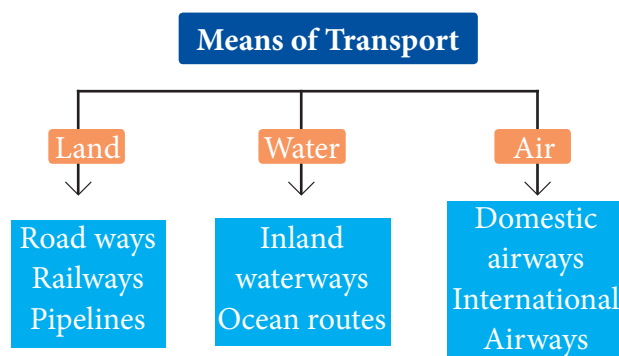 Means of Transport
Land
Water
Air
Road ways
Railways
Pipelines
Inland
waterways
Ocean routes
Domestic
airways
International
Airways